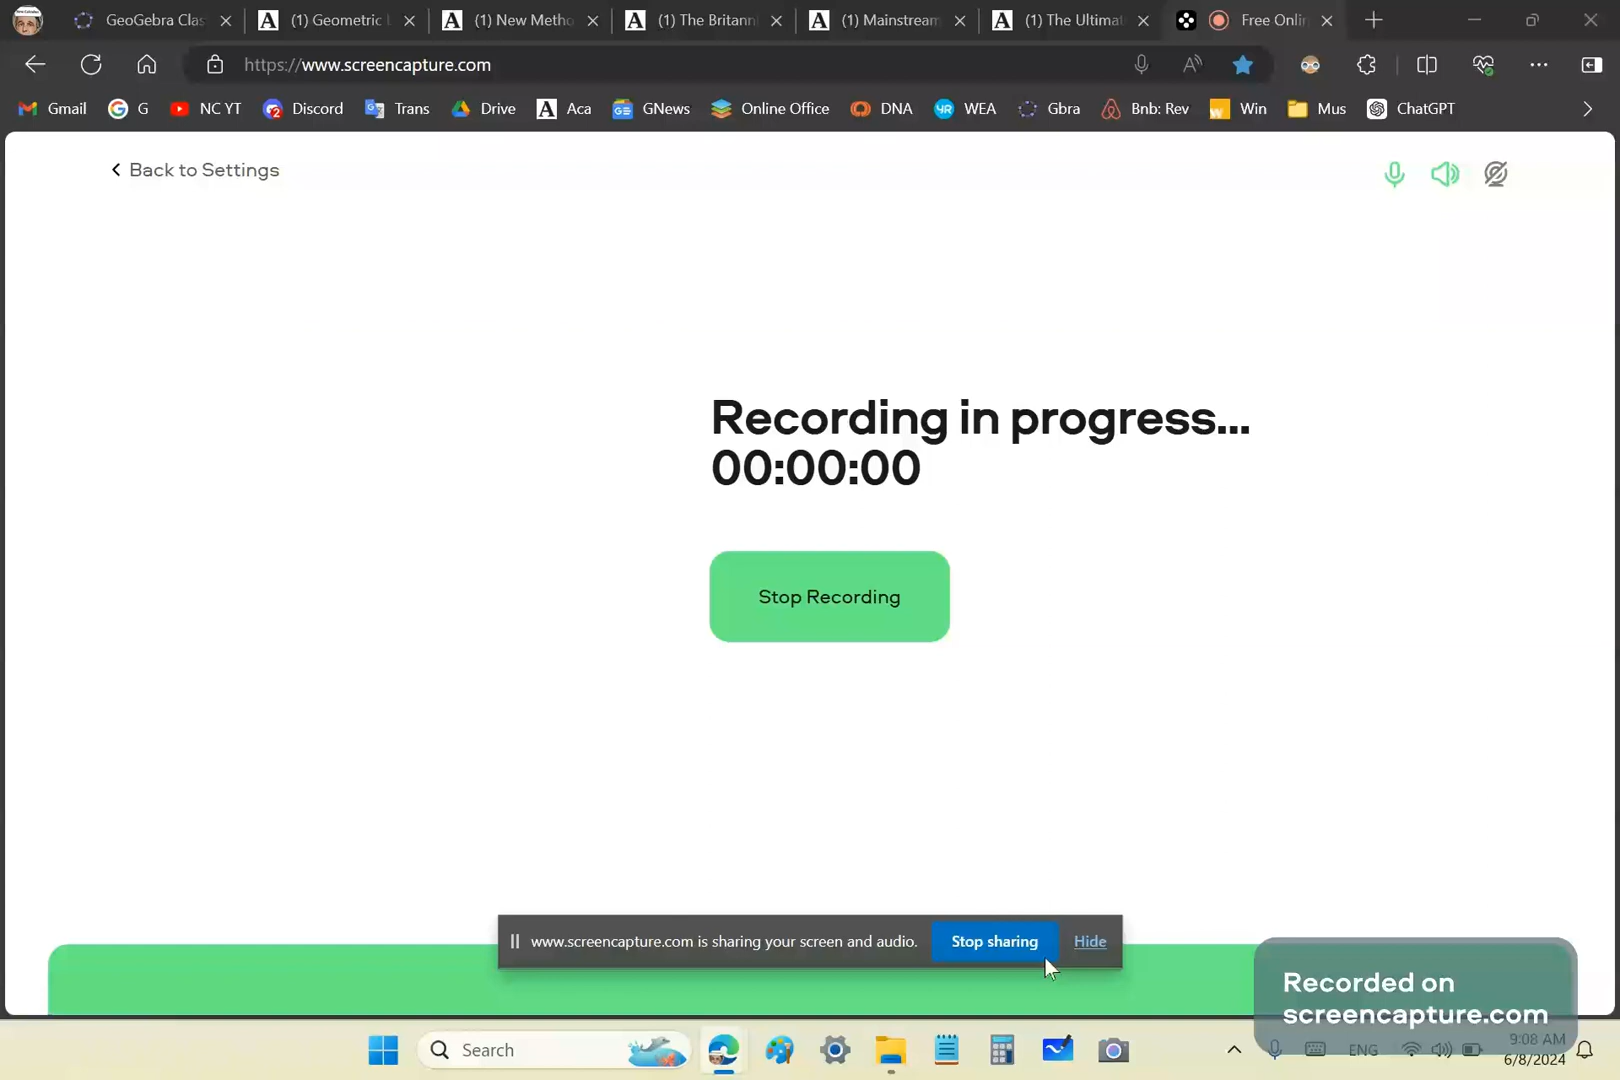 GeoGebra Clas
(1) Geometric
(1) New Metho
(1) The Britann
(1) Mainstream
(1) The Ultimat
Free Onlin
https://www.screencapture.com
Gmail G NC YT Discord Trans Drive Aca GNews Online Office DNA WEA Gbra Bnb: Rev Win Mus ChatGPT
Back to Settings
Recording in progress...
00:00:00
Stop Recording
www.screencapture.com is sharing your screen and audio. Stop sharing Hide
Recorded on
screencapture.com
Search
ENG
9:08 AM
6/8/2024